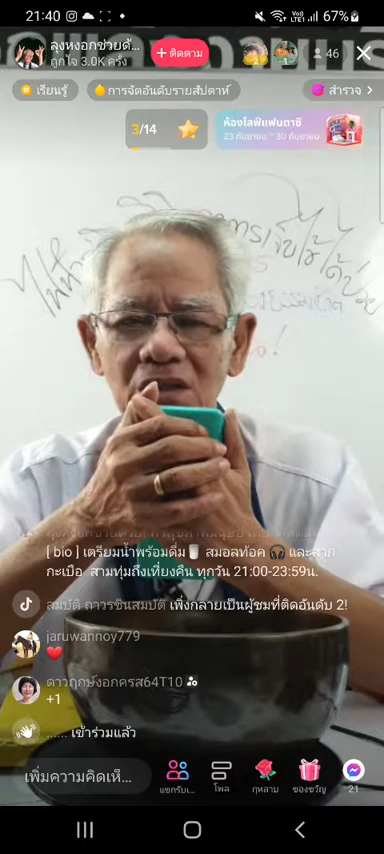 21:40
67%
ลุงหงอกช่วยด้...
ถูกใจ 3.0K ครั้ง
+ ติดตาม
46
เรียนรู้
การจัดอันดับรายสัปดาห์
สำรวจ
3/14
ห้องไลฟ์แฟนตาซี
23 กันยายน - 30 กันยายน
[ bio ] เตรียมน้ำพร้อมดื่ม🥛 สมอลท้อค 🎧 และสาก
กะเบือ สามทุ่มถึงเที่ยงคืน ทุกวัน 21:00-23:59น.
สมบัติ ถาวรชินสมบัติ เพิ่งกลายเป็นผู้ชมที่ติดอันดับ 2!
jaruwannoy779
❤️
ดาวฤกษ์งอกครส64T10
+1
...... เข้าร่วมแล้ว
เพิ่มความคิดเห็...
แขกรับเ...
โพล
กุหลาบ
ของขวัญ
21